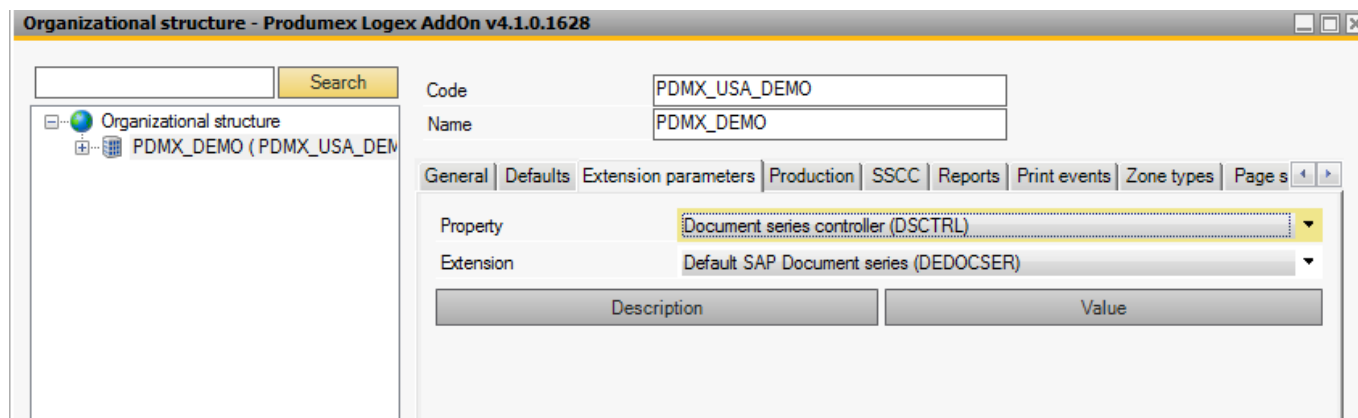 Organizational structure - Produmex Logex AddOn v4.1.0.1628
Search
Organizational structure
PDMX_DEMO ( PDMX_USA_DEM
Code PDMX_USA_DEMO
Name PDMX_DEMO
General Defaults Extension parameters Production SSCC Reports Print events Zone types Page s
Property Document series controller (DSCTRL)
Extension Default SAP Document series (DEDOCSER)
Description Value